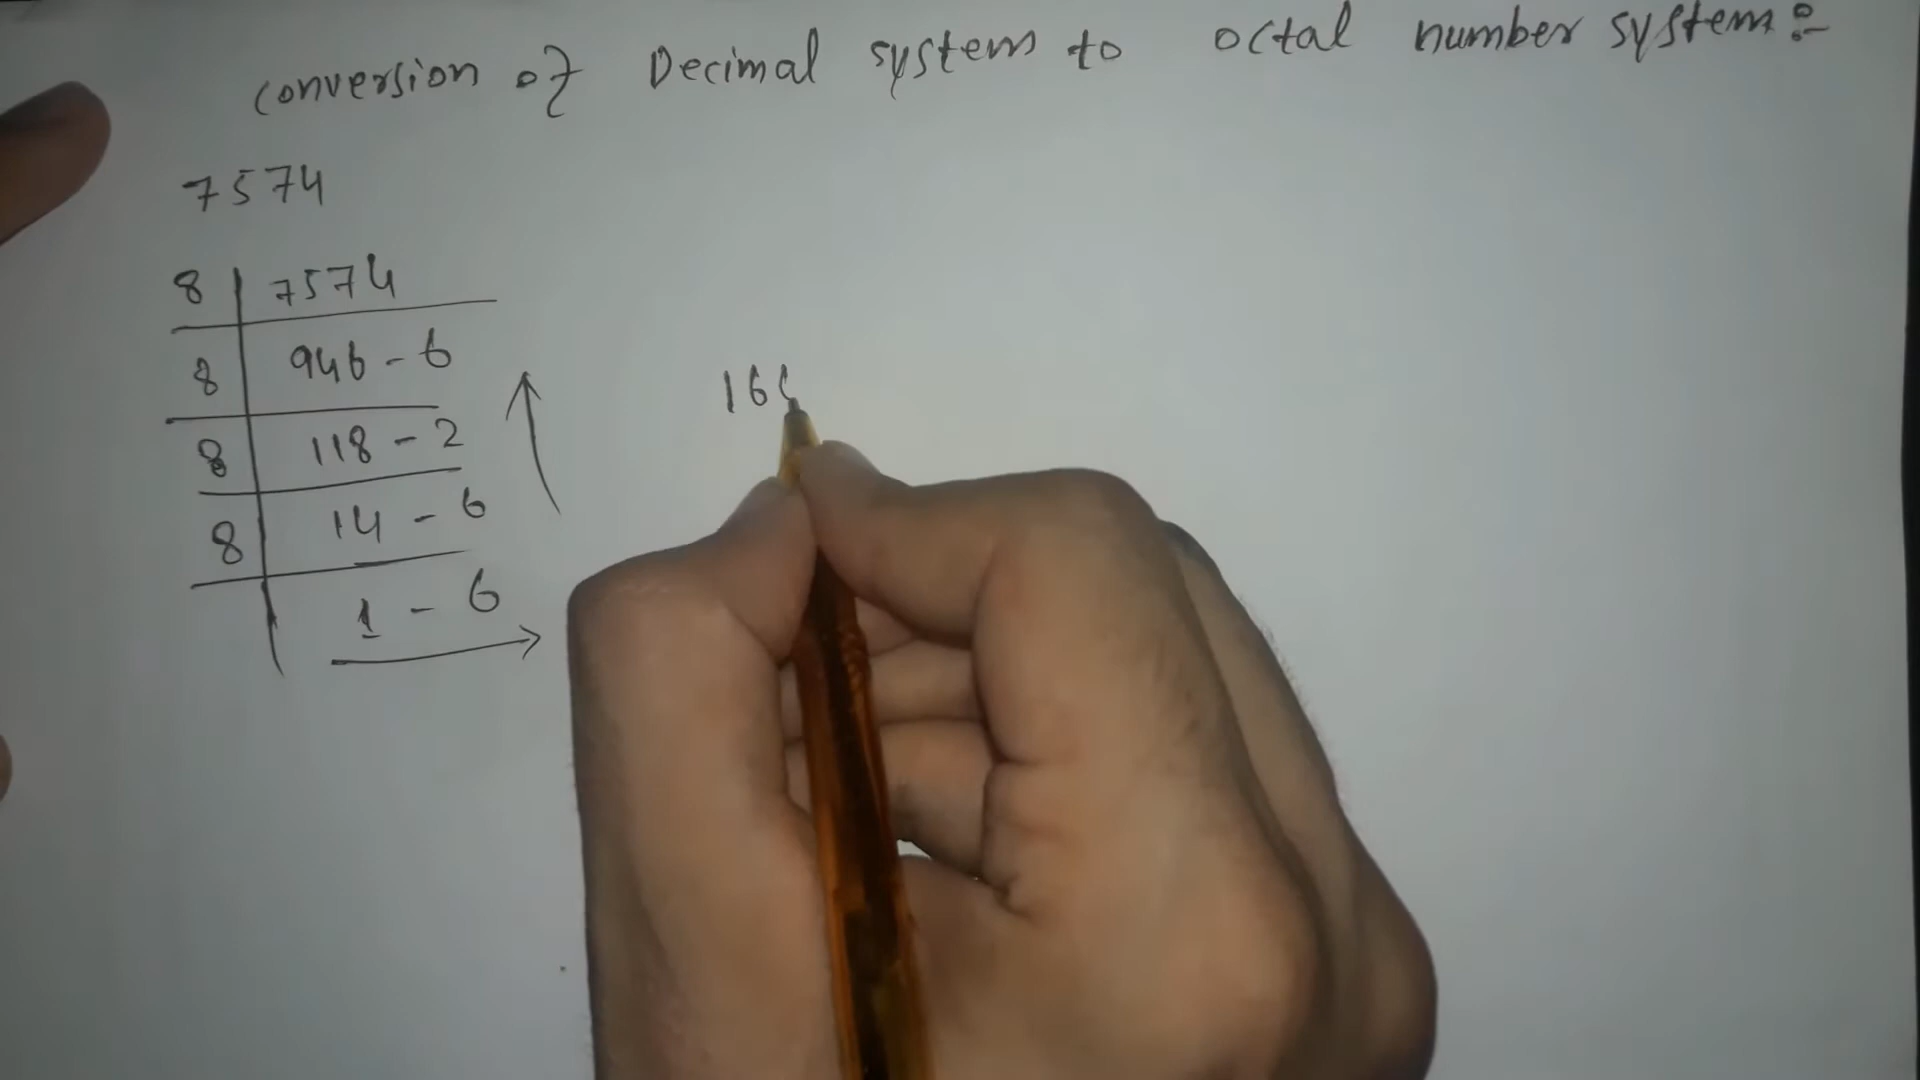 conversion of Decimal system to octal number system:-
7574
8 7574
8 946 - 6
8 118 - 2
8 14 - 6
1 - 6
166